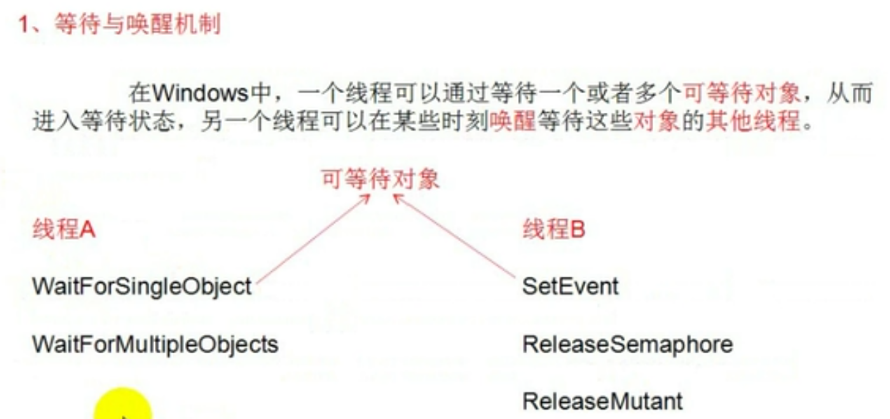 1、等待与唤醒机制
在Windows中，一个线程可以通过等待一个或者多个可等待对象，从而
进入等待状态，另一个线程可以在某些时刻唤醒等待这些对象的其他线程。
可等待对象
线程A
线程B
WaitForSingleObject
SetEvent
WaitForMultipleObjects
ReleaseSemaphore
ReleaseMutant